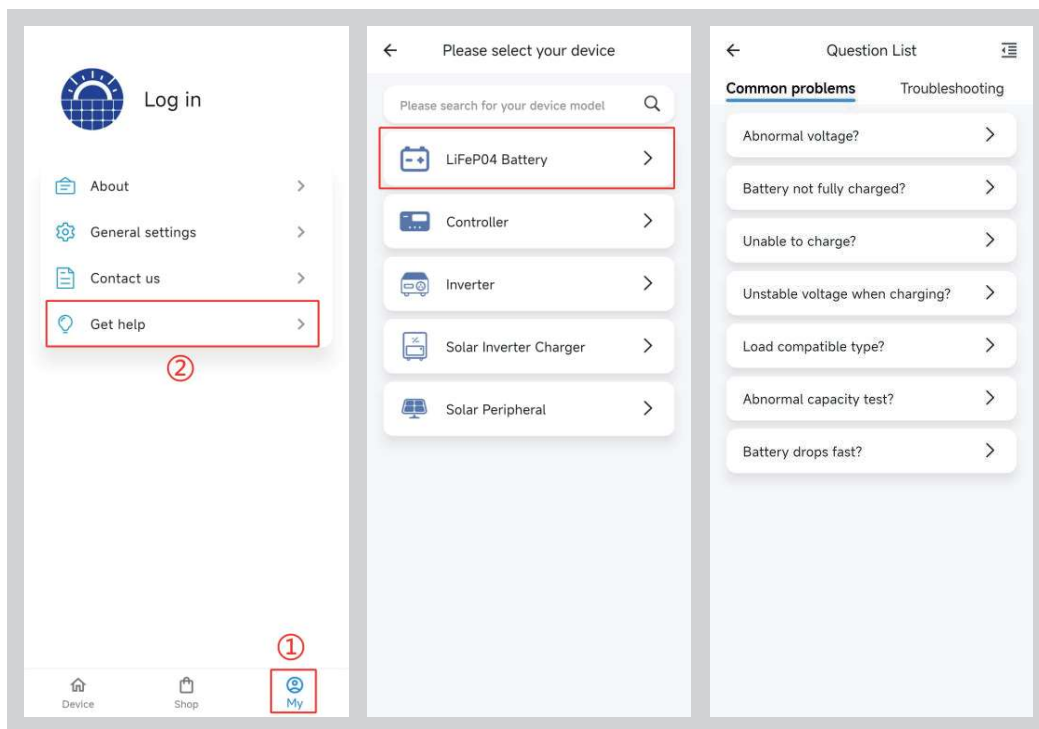 Log in
About
General settings
Contact us
Get help
②
①
Device
Shop
My
Please select your device
Please search for your device model
LiFeP04 Battery
Controller
Inverter
Solar Inverter Charger
Solar Peripheral
Question List
Common problems Troubleshooting
Abnormal voltage?
Battery not fully charged?
Unable to charge?
Unstable voltage when charging?
Load compatible type?
Abnormal capacity test?
Battery drops fast?